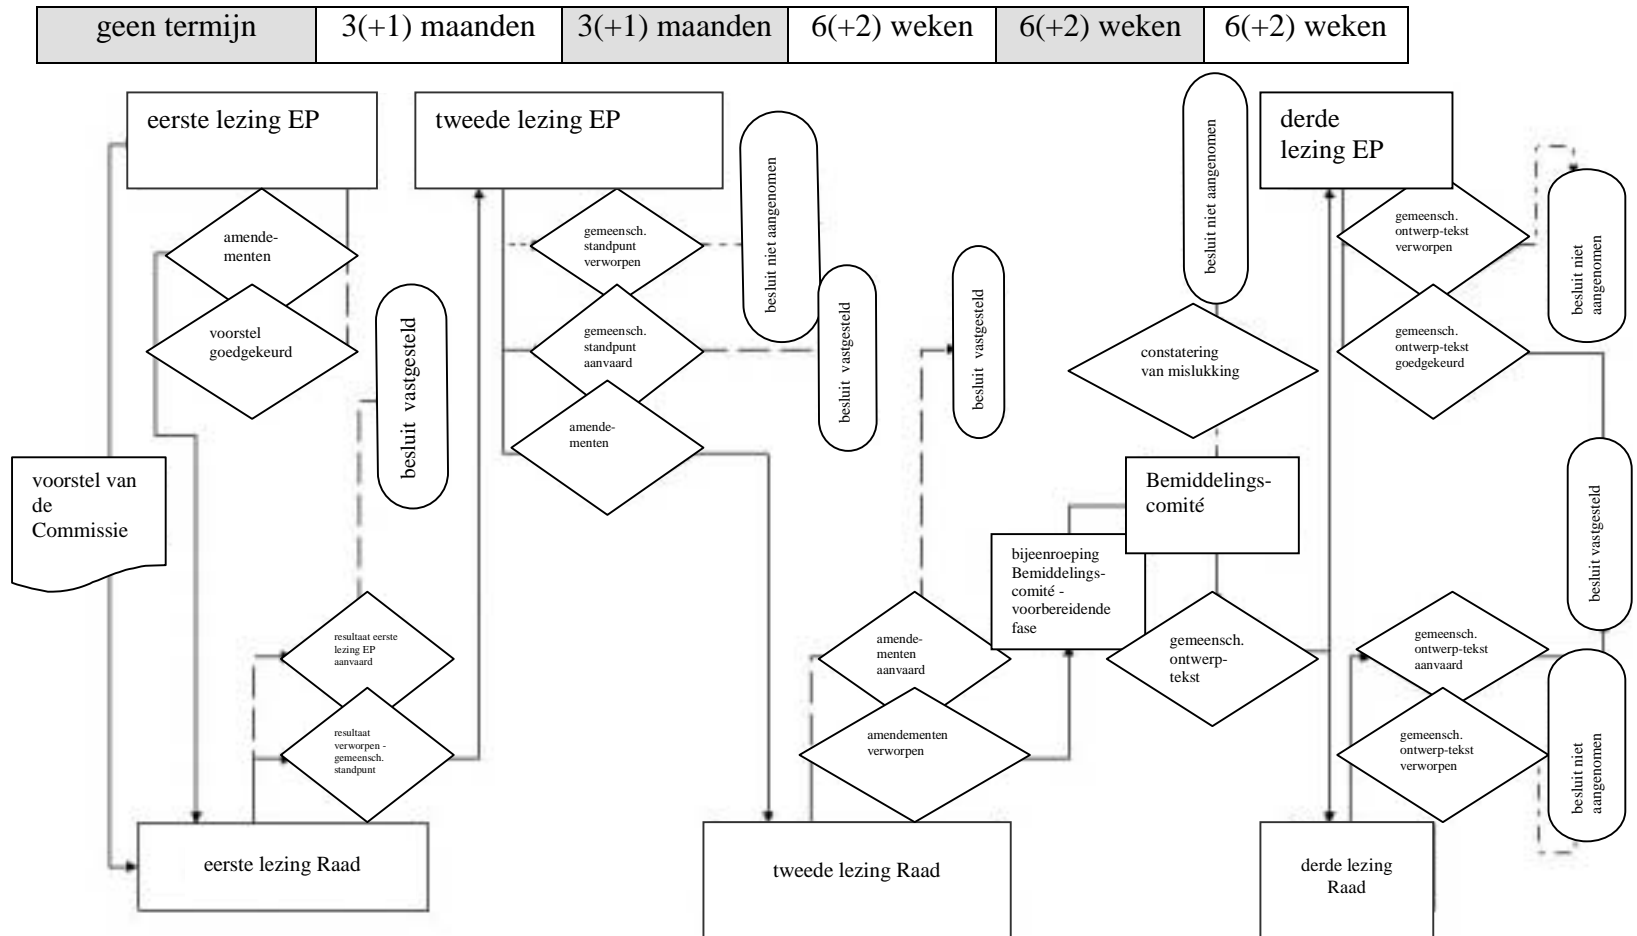 geen termijn
3(+1) maanden
3(+1) maanden
6(+2) weken
6(+2) weken
6(+2) weken
eerste lezing EP
amende-
menten
voorstel
goedgekeurd
voorstel van
de
Commissie
besluit vastgesteld
resultaat eerste
lezing EP
aanvaard
resultaat
verworpen -
gemeensch.
standpunt
eerste lezing Raad
tweede lezing EP
gemeensch.
standpunt
verworpen
besluit niet aangenomen
gemeensch.
standpunt
aanvaard
besluit vastgesteld
amende-
menten
besluit vastgesteld
amende-
menten
aanvaard
amendementen
verworpen
tweede lezing Raad
besluit niet aangenomen
constatering
van mislukking
Bemiddelings-
comité
bijeenroeping
Bemiddelings-
comité -
voorbereidende
fase
gemeensch.
ontwerp-
tekst
derde
lezing EP
gemeensch.
ontwerp-tekst
verworpen
besluit niet
aangenomen
gemeensch.
ontwerp-tekst
goedgekeurd
besluit vastgesteld
gemeensch.
ontwerp-tekst
aanvaard
gemeensch.
ontwerp-tekst
verworpen
besluit niet
aangenomen
derde lezing
Raad